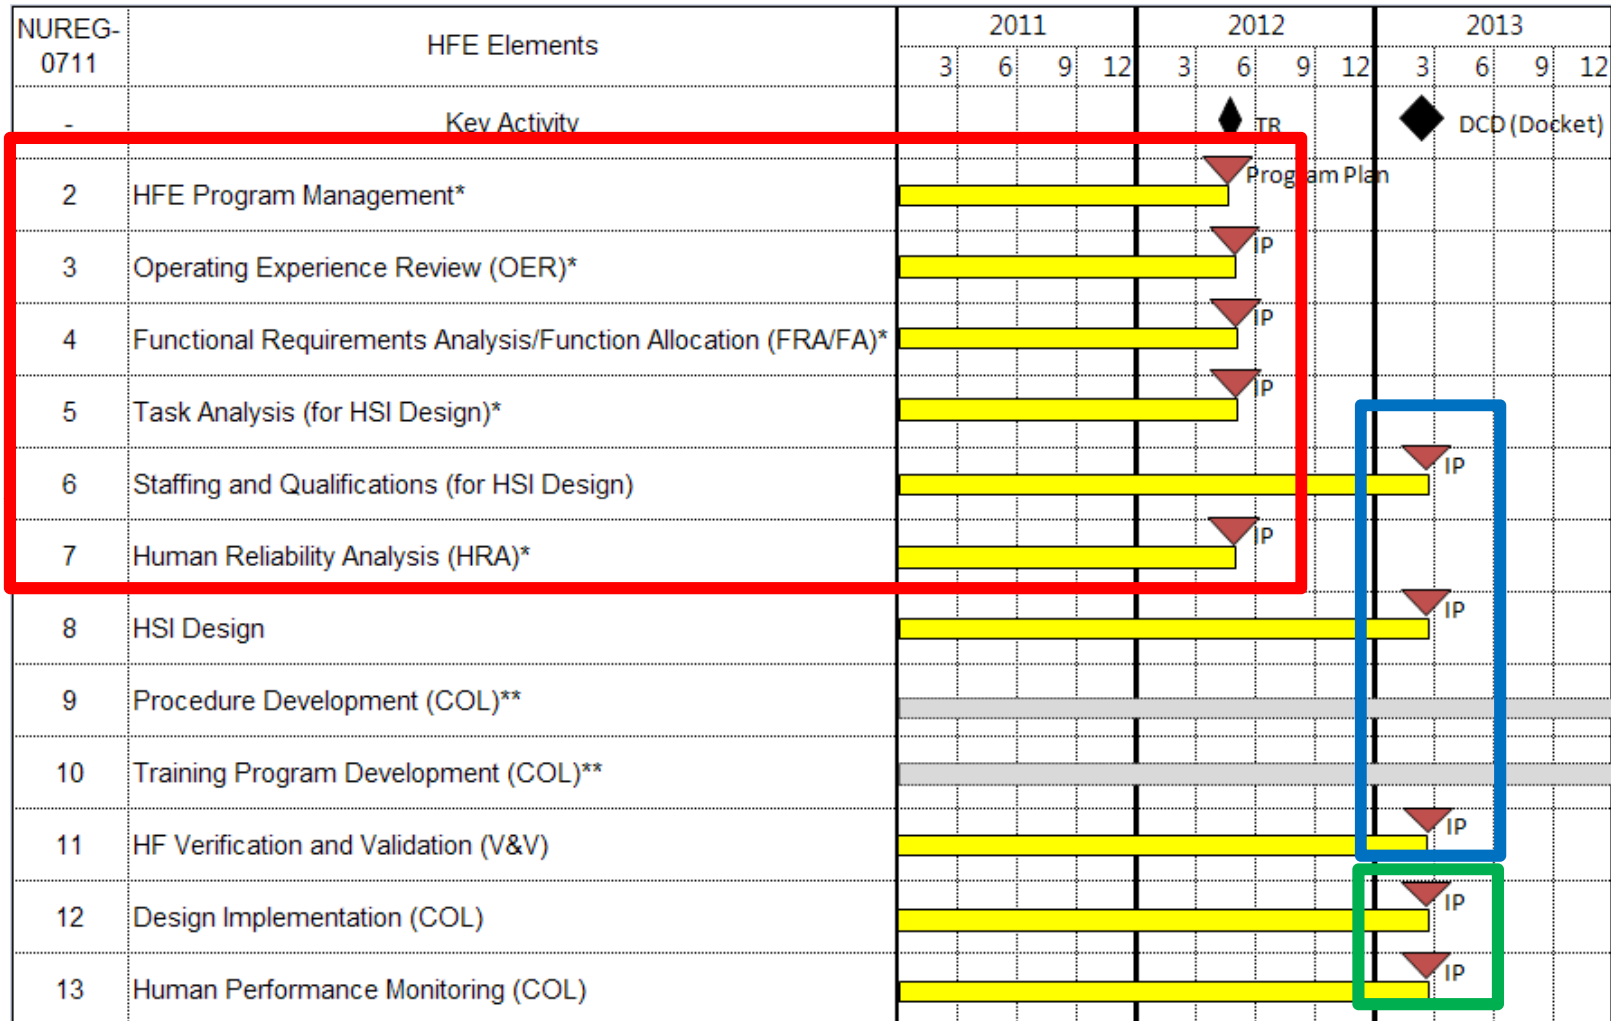 NUREG-
0711
HFE Elements
2011 2012 2013
3 6 9 12 3 6 9 12 3 6 9 12
- Key Activity TR DCD (Docket)
2 HFE Program Management* Program Plan
3 Operating Experience Review (OER)* IP
4 Functional Requirements Analysis/Function Allocation (FRA/FA)* IP
5 Task Analysis (for HSI Design)* IP
6 Staffing and Qualifications (for HSI Design) IP
7 Human Reliability Analysis (HRA)* IP
8 HSI Design IP
9 Procedure Development (COL)**
10 Training Program Development (COL)**
11 HF Verification and Validation (V&V) IP
12 Design Implementation (COL) IP
13 Human Performance Monitoring (COL) IP